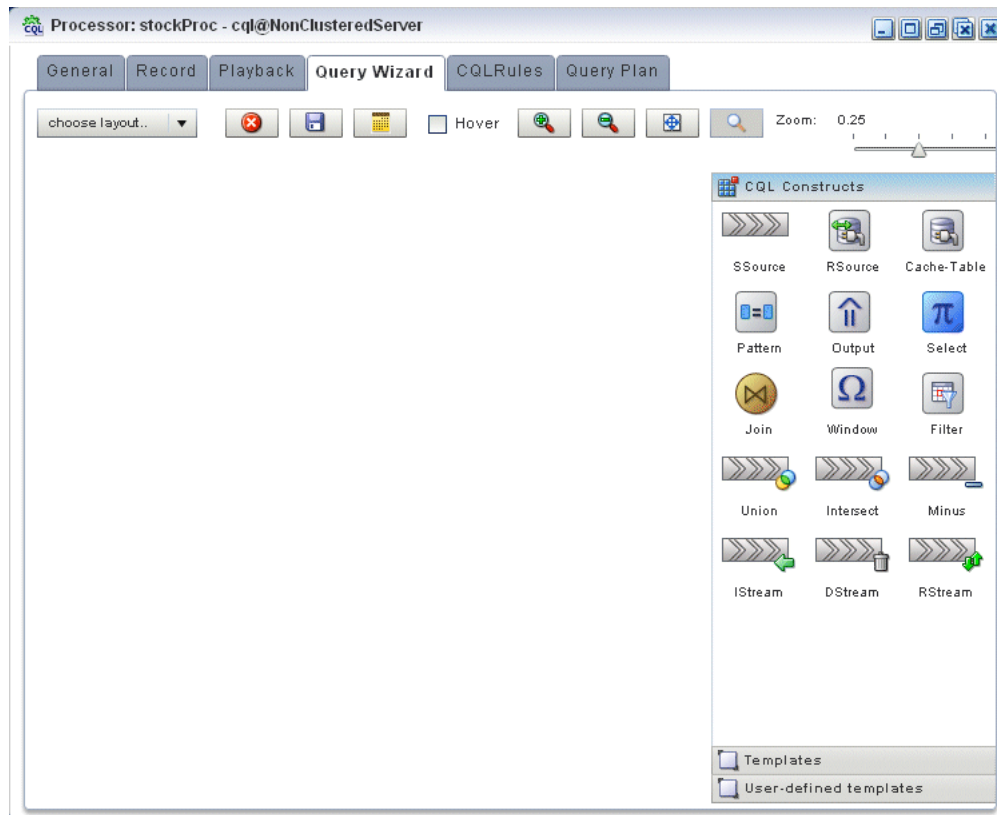 CQL Processor: stockProc - cql@NonClusteredServer
General Record Playback Query Wizard CQLRules Query Plan
choose layout.. Hover Zoom: 0.25
CQL Constructs
SSource RSource Cache-Table
Pattern Output Select
π
Join Window Filter
Ω
Union Intersect Minus
IStream DStream RStream
Templates
User-defined templates